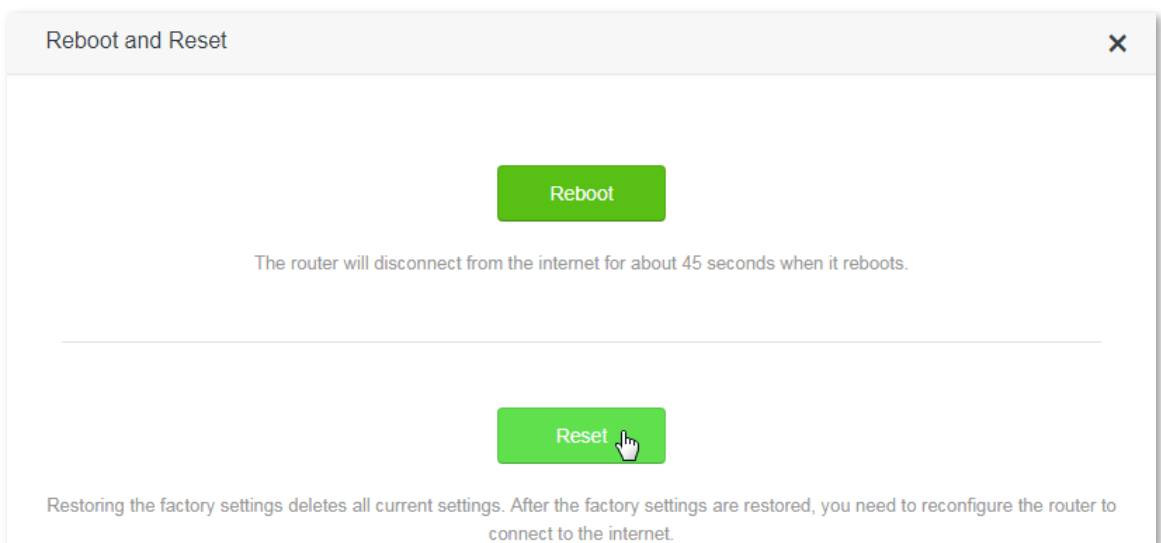 Reboot and Reset
Reboot
The router will disconnect from the internet for about 45 seconds when it reboots.
Reset
Restoring the factory settings deletes all current settings. After the factory settings are restored, you need to reconfigure the router to
connect to the internet.